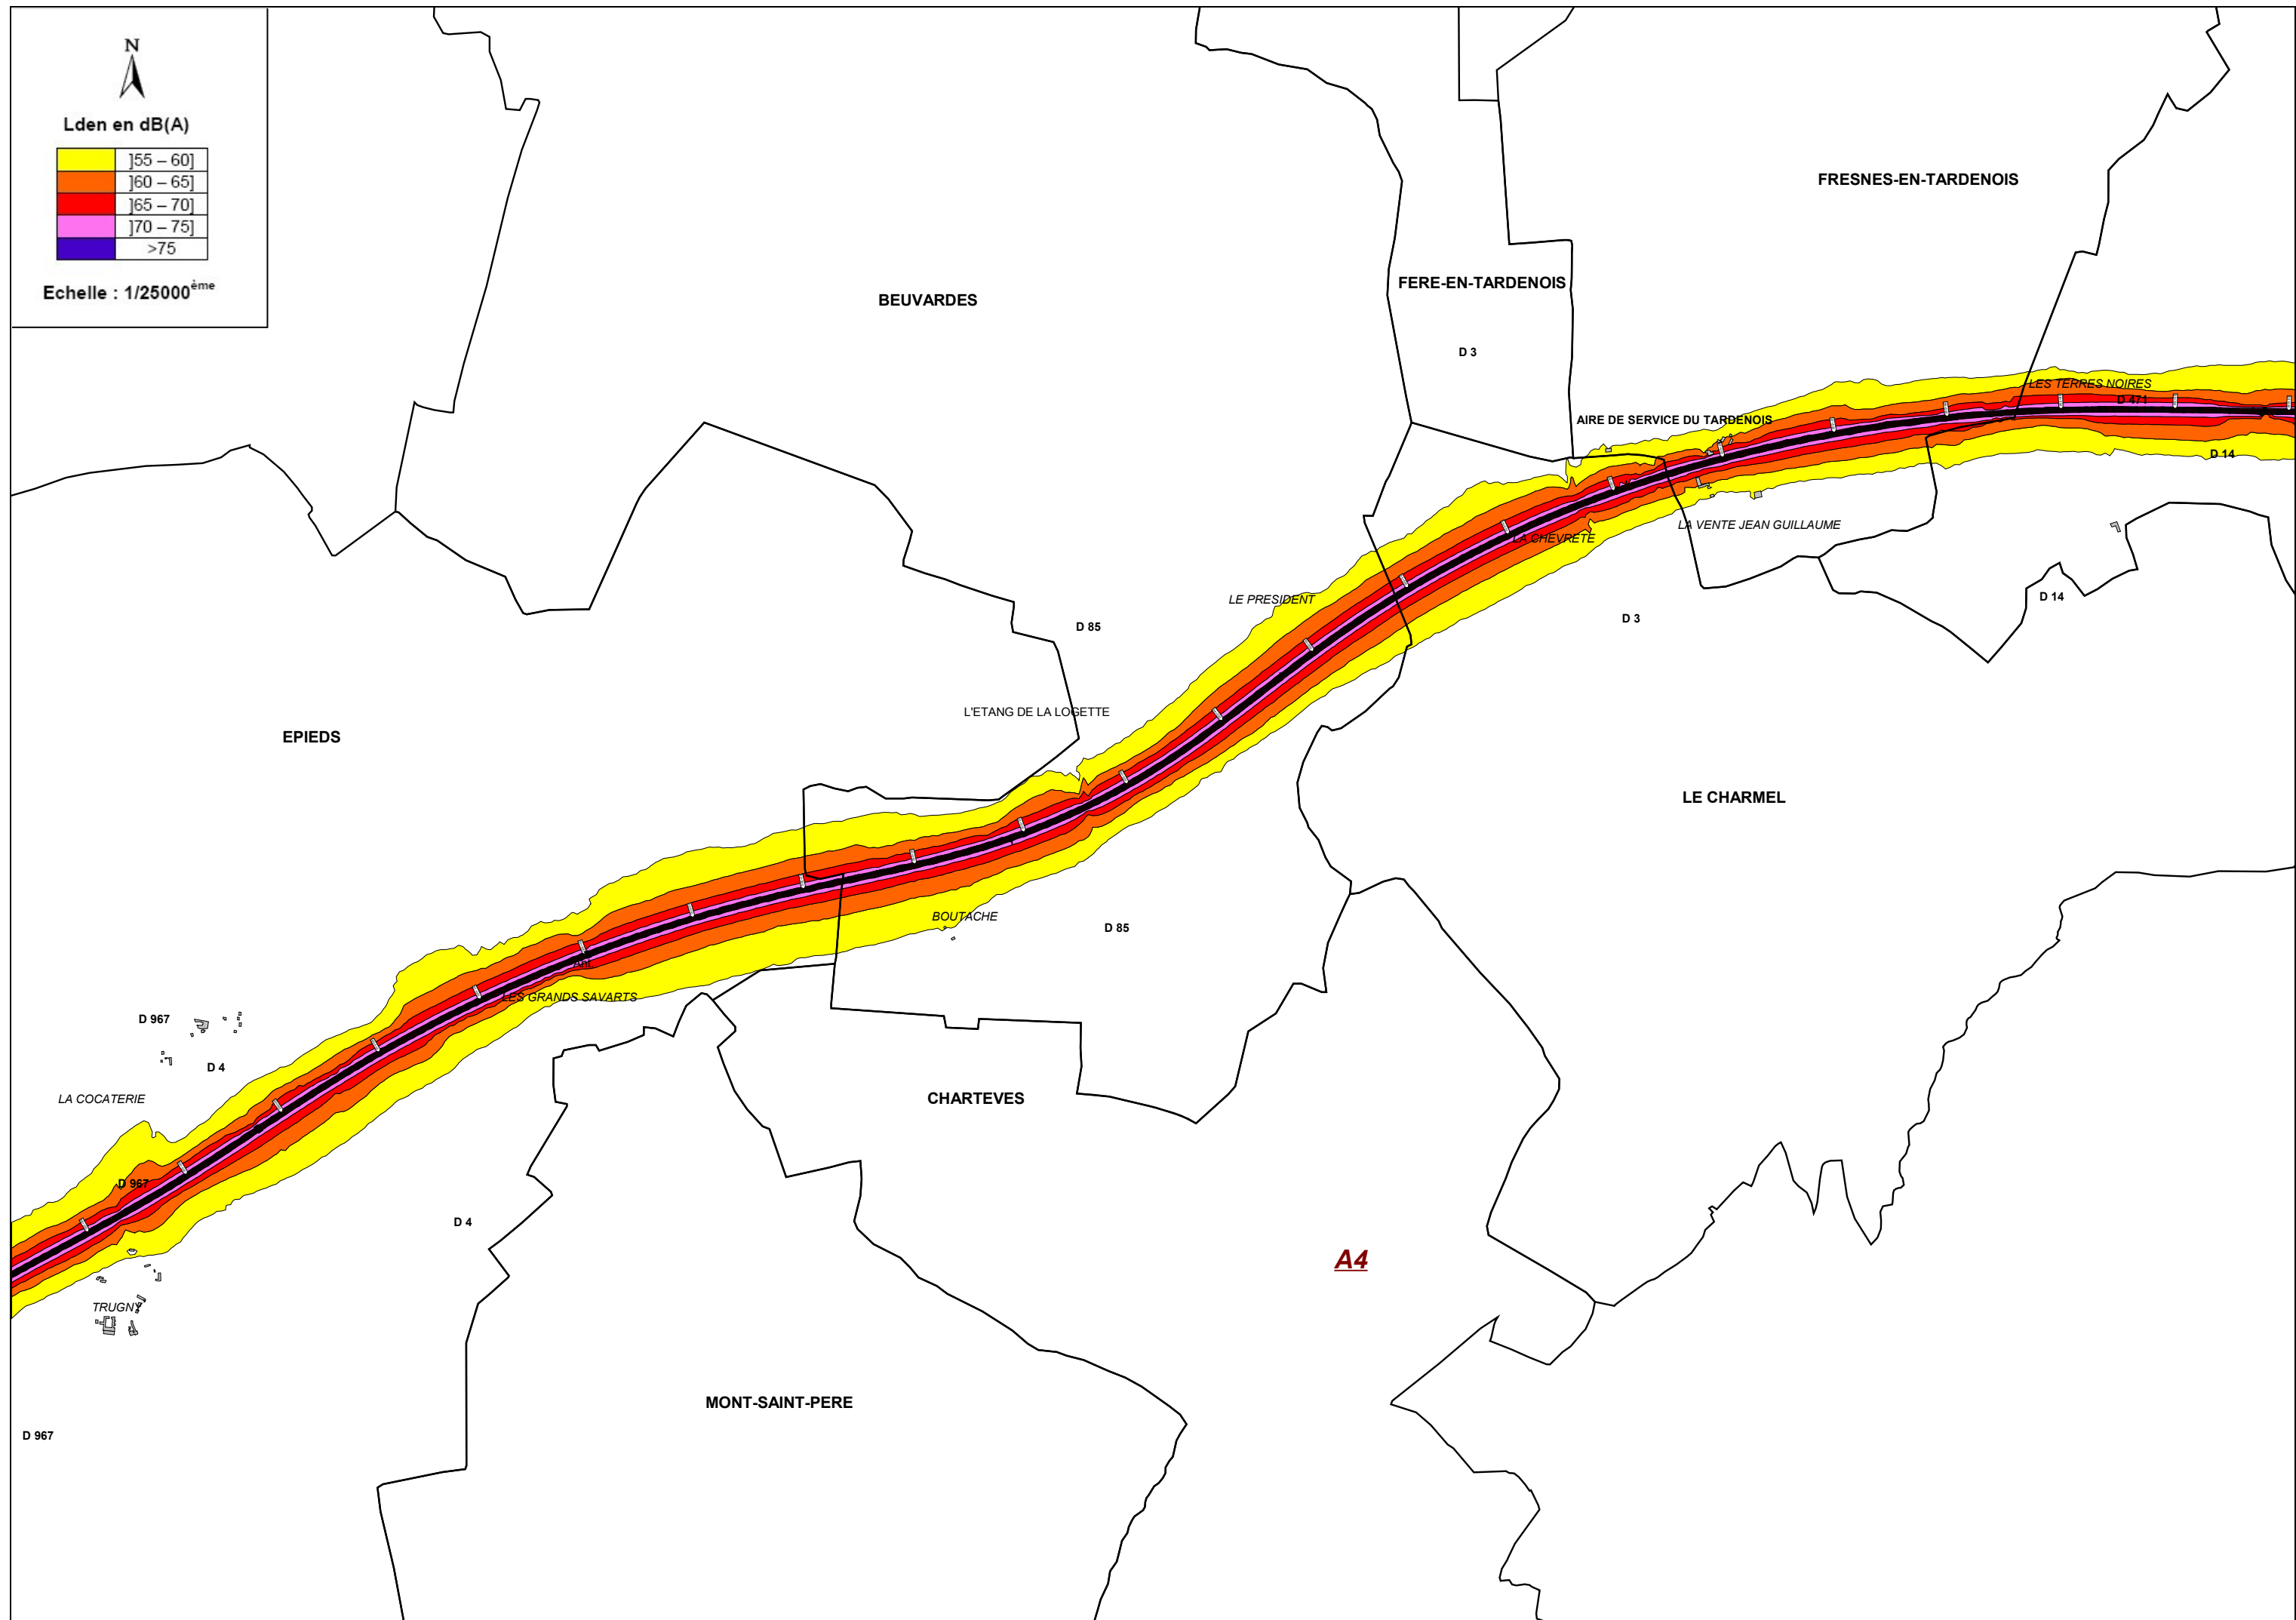 N
Lden en dB(A)
]55 – 60]
]60 – 65]
]65 – 70]
]70 – 75]
>75
Echelle : 1/25000ème
FRESNES-EN-TARDENOIS
FERE-EN-TARDENOIS
BEUVARDES
D 3
LES TERRES NOIRES
D 471
AIRE DE SERVICE DU TARDENOIS
D 14
LA VENTE JEAN GUILLAUME
LA CHEVRETE
LE PRESIDENT
D 14
D 3
D 85
L'ETANG DE LA LOGETTE
EPIEDS
LE CHARMEL
BOUTACHE
D 85
LES GRANDS SAVARTS
D 967
D 4
LA COCATERIE
CHARTEVES
D 967
D 4
A4
TRUGNY
MONT-SAINT-PERE
D 967